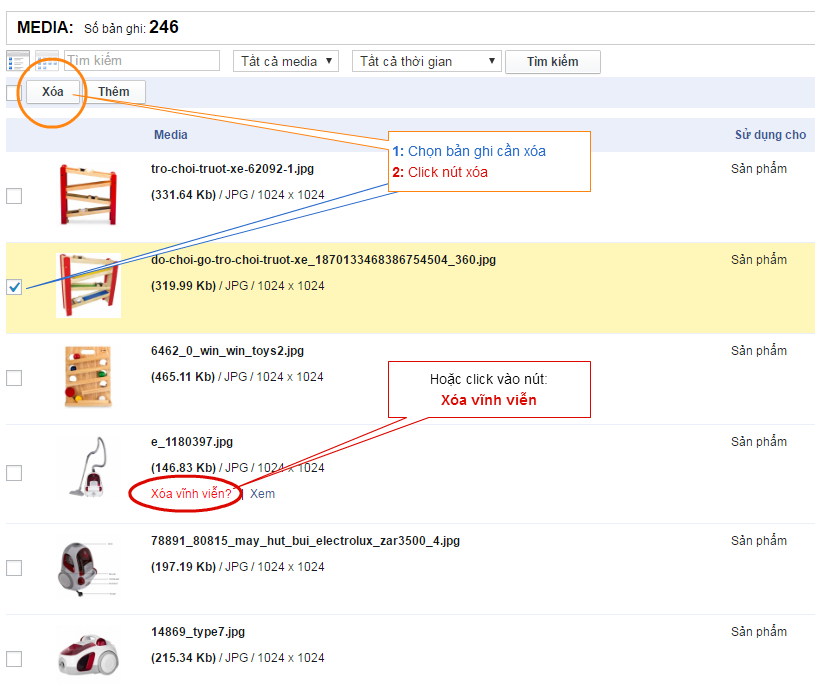 MEDIA: Số bản ghi: 246
Tìm kiếm Tất cả media Tất cả thời gian Tìm kiếm
Xóa Thêm
Media Sử dụng cho
1: Chọn bản ghi cần xóa
2: Click nút xóa
tro-choi-truot-xe-62092-1.jpg Sản phẩm
(331.64 Kb) / JPG / 1024 x 1024
do-choi-go-tro-choi-truot-xe_1870133468386754504_360.jpg Sản phẩm
(319.99 Kb) / JPG / 1024 x 1024
6462_0_win_win_toys2.jpg Sản phẩm
(465.11 Kb) / JPG / 1024 x 1024
Hoặc click vào nút:
Xóa vĩnh viễn
e_1180397.jpg Sản phẩm
(146.83 Kb) / JPG / 1024 x 1024
Xóa vĩnh viễn? | Xem
78891_80815_may_hut_bui_electrolux_zar3500_4.jpg Sản phẩm
(197.19 Kb) / JPG / 1024 x 1024
14869_type7.jpg Sản phẩm
(215.34 Kb) / JPG / 1024 x 1024